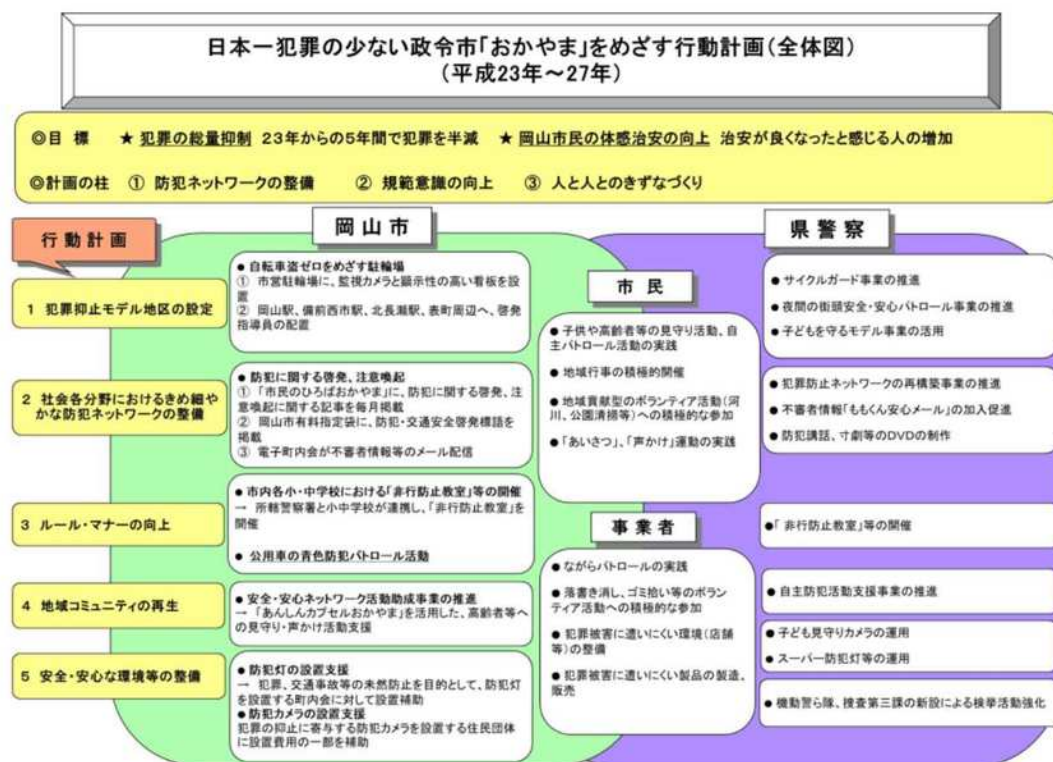 日本一犯罪の少ない政令市「おかやま」をめざす行動計画(全体図)
(平成23年～27年)
◎目 標 ★ 犯罪の総量抑制 23年からの5年間で犯罪を半減 ★ 岡山市民の体感治安の向上 治安が良くなったと感じる人の増加
◎計画の柱 ① 防犯ネットワークの整備 ② 規範意識の向上 ③ 人と人とのきずなづくり
行動計画
1 犯罪抑止モデル地区の設定
2 社会各分野におけるきめ細や
かな防犯ネットワークの整備
3 ルール・マナーの向上
4 地域コミュニティの再生
5 安全・安心な環境等の整備
岡山市
● 自転車盗ゼロをめざす駐輪場
① 市営駐輪場に、監視カメラと顕示性の高い看板を設
置
② 岡山駅、備前西市駅、北長瀬駅、表町周辺へ、啓発
指導員の配置
● 防犯に関する啓発、注意喚起
① 「市民のひろばおかやま」に、防犯に関する啓発、注
意喚起に関する記事を毎月掲載
② 岡山市有料指定袋に、防犯・交通安全啓発標語を
掲載
③ 電子町内会が不審者情報等のメール配信
● 市内各小・中学校における「非行防止教室」等の開催
→ 所轄警察署と小中学校が連携し、「非行防止教室」を
開催
● 公用車の青色防犯パトロール活動
● 安全・安心ネットワーク活動助成事業の推進
→ 「あんしんカプセルおかやま」を活用した、高齢者等へ
の見守り・声かけ活動支援
● 防犯灯の設置支援
→ 犯罪、交通事故等の未然防止を目的として、防犯灯
を設置する町内会に対して設置補助
● 防犯カメラの設置支援
犯罪の抑止に寄与する防犯カメラを設置する住民団体
に設置費用の一部を補助
市 民
● 子供や高齢者等の見守り活動、自
主パトロール活動の実践
● 地域行事の積極的開催
● 地域貢献型のボランティア活動(河
川、公園清掃等)への積極的な参加
● 「あいさつ」、「声かけ」運動の実践
事業者
● ながらパトロールの実践
● 落書き消し、ゴミ拾い等のボラン
ティア活動への積極的な参加
● 犯罪被害に遭いにくい環境(店舗
等)の整備
● 犯罪被害に遭いにくい製品の製造、
販売
県警察
● サイクルガード事業の推進
● 夜間の街頭安全・安心パトロール事業の推進
● 子どもを守るモデル事業の活用
● 犯罪防止ネットワークの再構築事業の推進
● 不審者情報「ももくん安心メール」の加入促進
● 防犯講話、寸劇等のDVDの制作
●「 非行防止教室」等の開催
● 自主防犯活動支援事業の推進
● 子ども見守りカメラの運用
● スーパー防犯灯等の運用
● 機動警ら隊、捜査第三課の新設による検挙活動強化